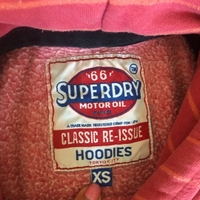 '66'
SUPERDRY
MOTOR OIL
CLASSIC RE-ISSUE
HOODIES
XS